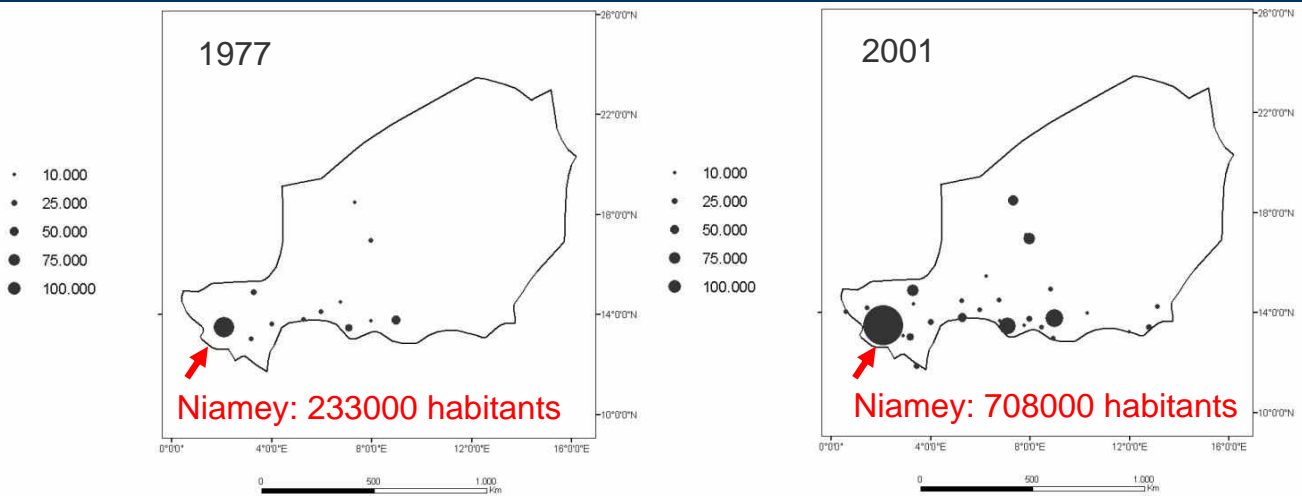 1977
10.000
25.000
50.000
75.000
100.000
26°0'0"N
22°0'0"N
18°0'0"N
14°0'0"N
10°0'0"N
Niamey: 233000 habitants
0°0'0" 4°0'0"E 8°0'0"E 12°0'0"E 16°0'0"E
0 500 1.000
Km
2001
10.000
25.000
50.000
75.000
100.000
26°0'0"N
22°0'0"N
18°0'0"N
14°0'0"N
10°0'0"N
Niamey: 708000 habitants
0°0'0" 4°0'0"E 8°0'0"E 12°0'0"E 16°0'0"E
0 500 1.000
Km